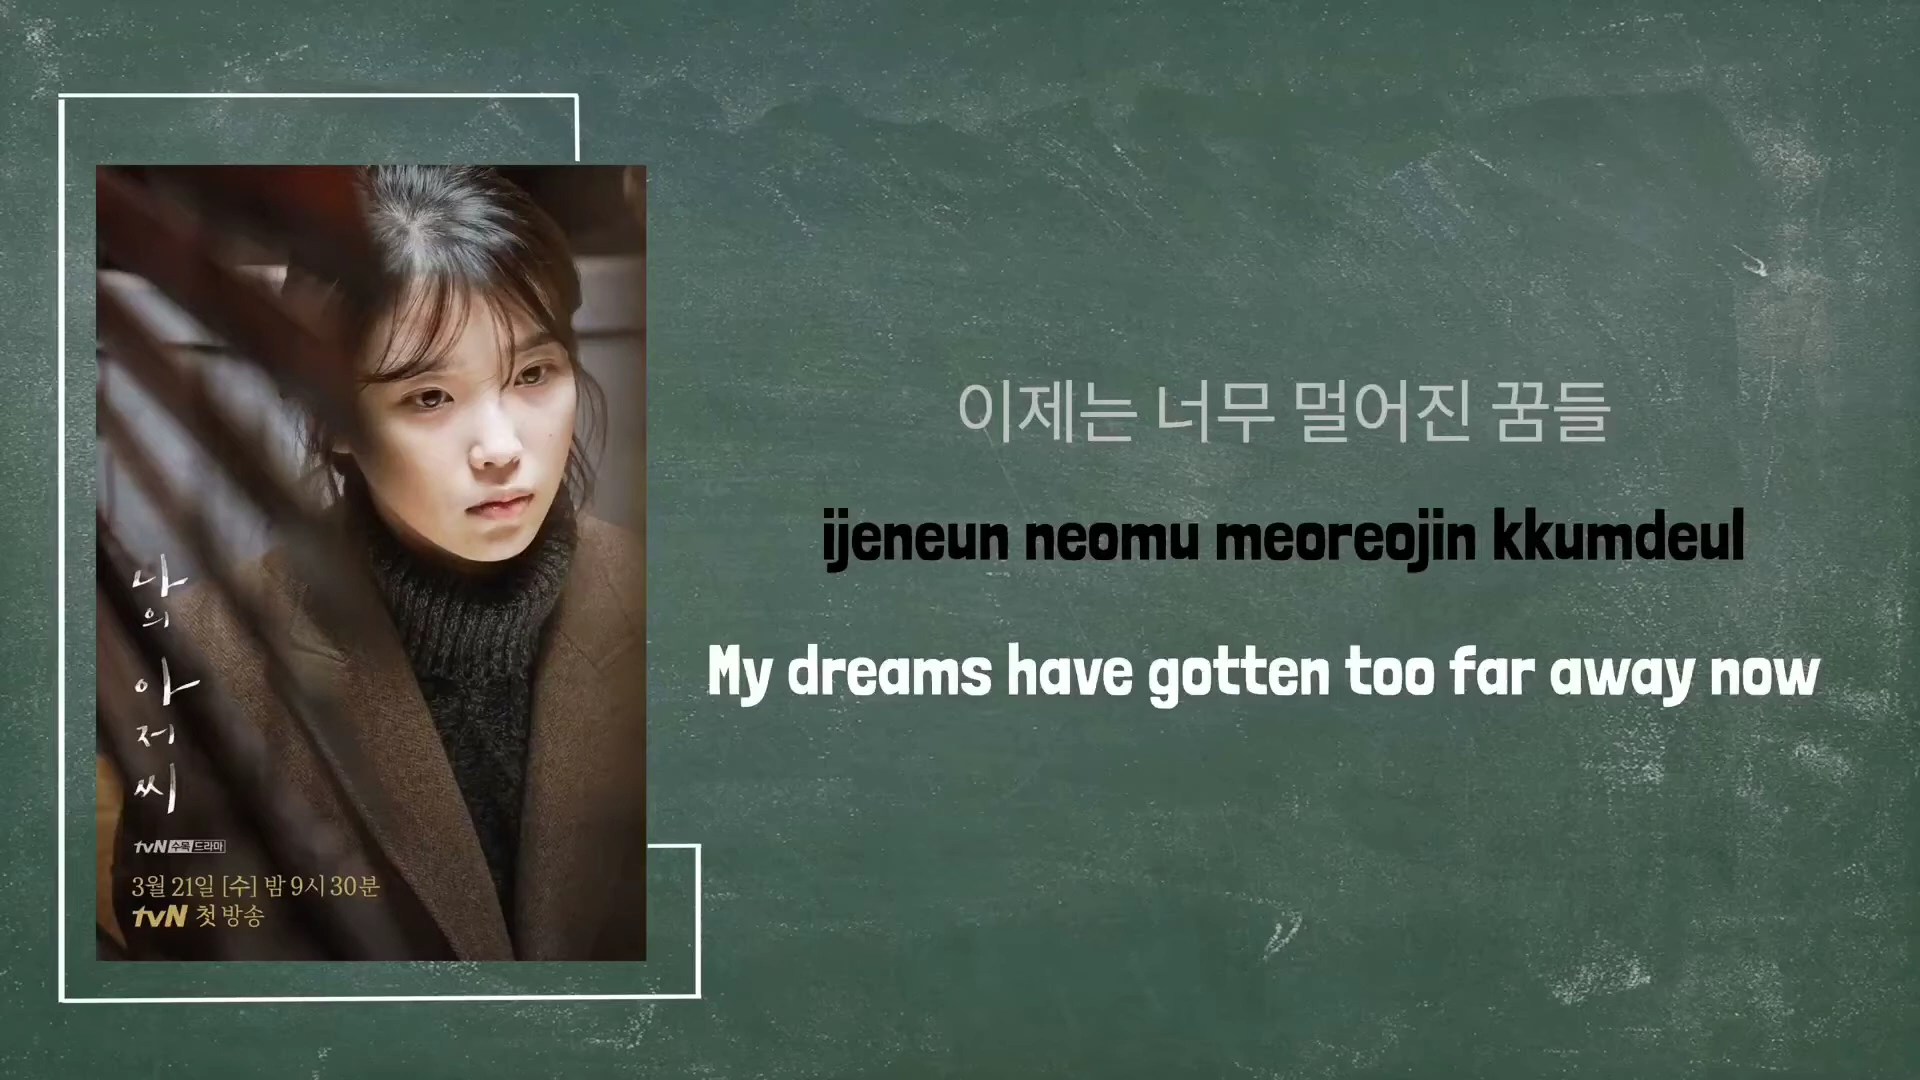 나의 아저씨
tvN 수목 드라마
3월 21일 [수] 밤 9시 30분
tvN 첫 방송
이제는 너무 멀어진 꿈들
ijeneun neomu meoreojin kkumdeul
My dreams have gotten too far away now